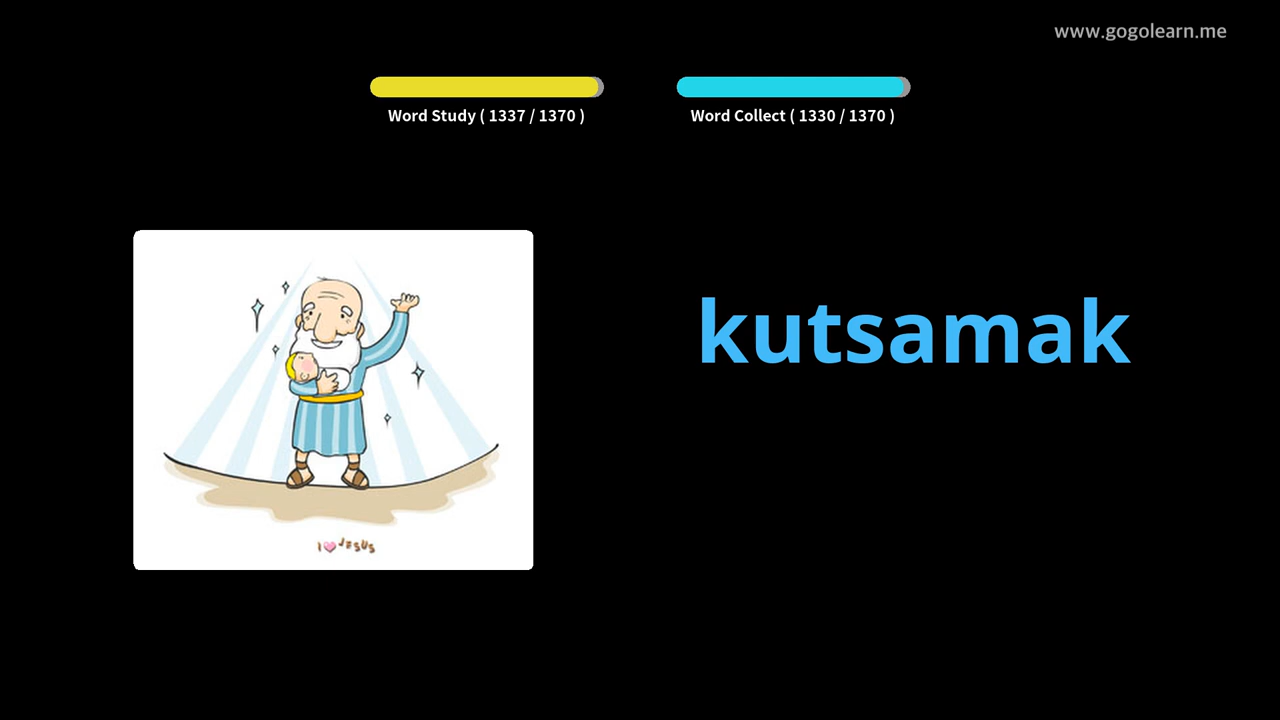 www.gogolearn.me
Word Study ( 1337 / 1370 )
Word Collect ( 1330 / 1370 )
kutsamak
I ♥ JESUS